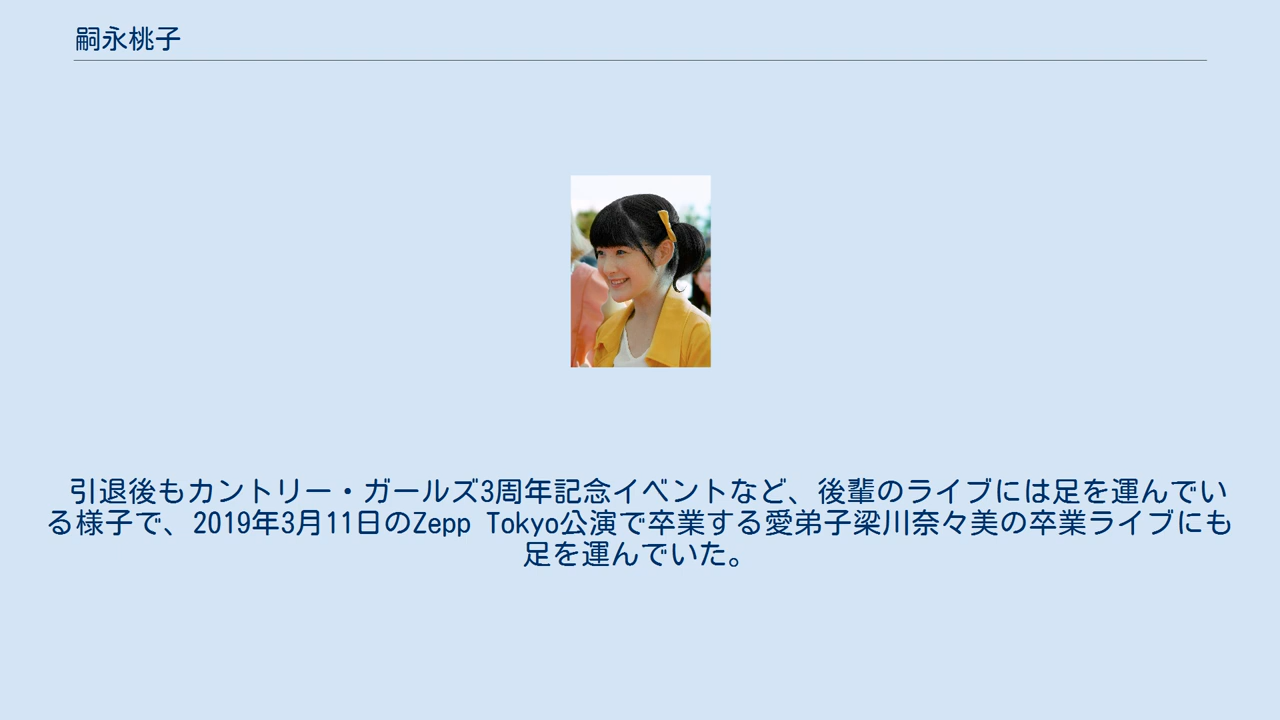 嗣永桃子
引退後もカントリー・ガールズ3周年記念イベントなど、後輩のライブには足を運んでい
る様子で、2019年3月11日のZepp Tokyo公演で卒業する愛弟子梁川奈々美の卒業ライブにも
足を運んでいた。